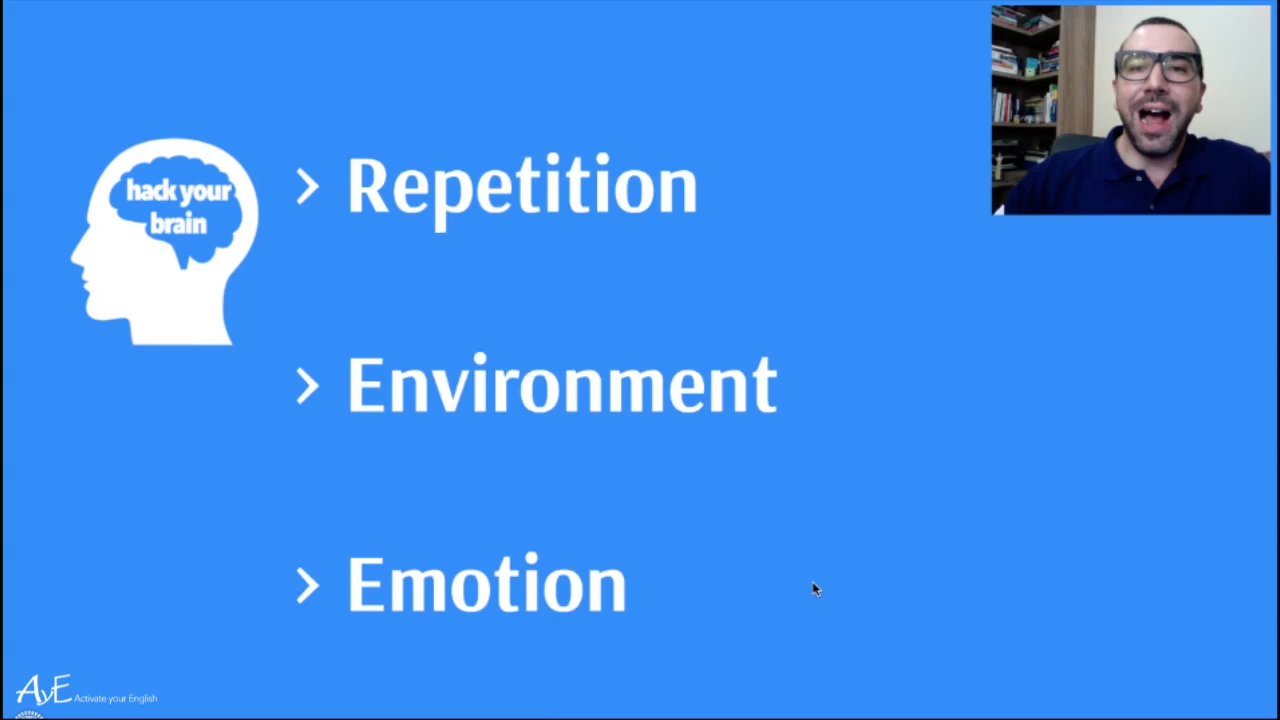 hack your
brain
> Repetition
> Environment
> Emotion
AyE Activate your English